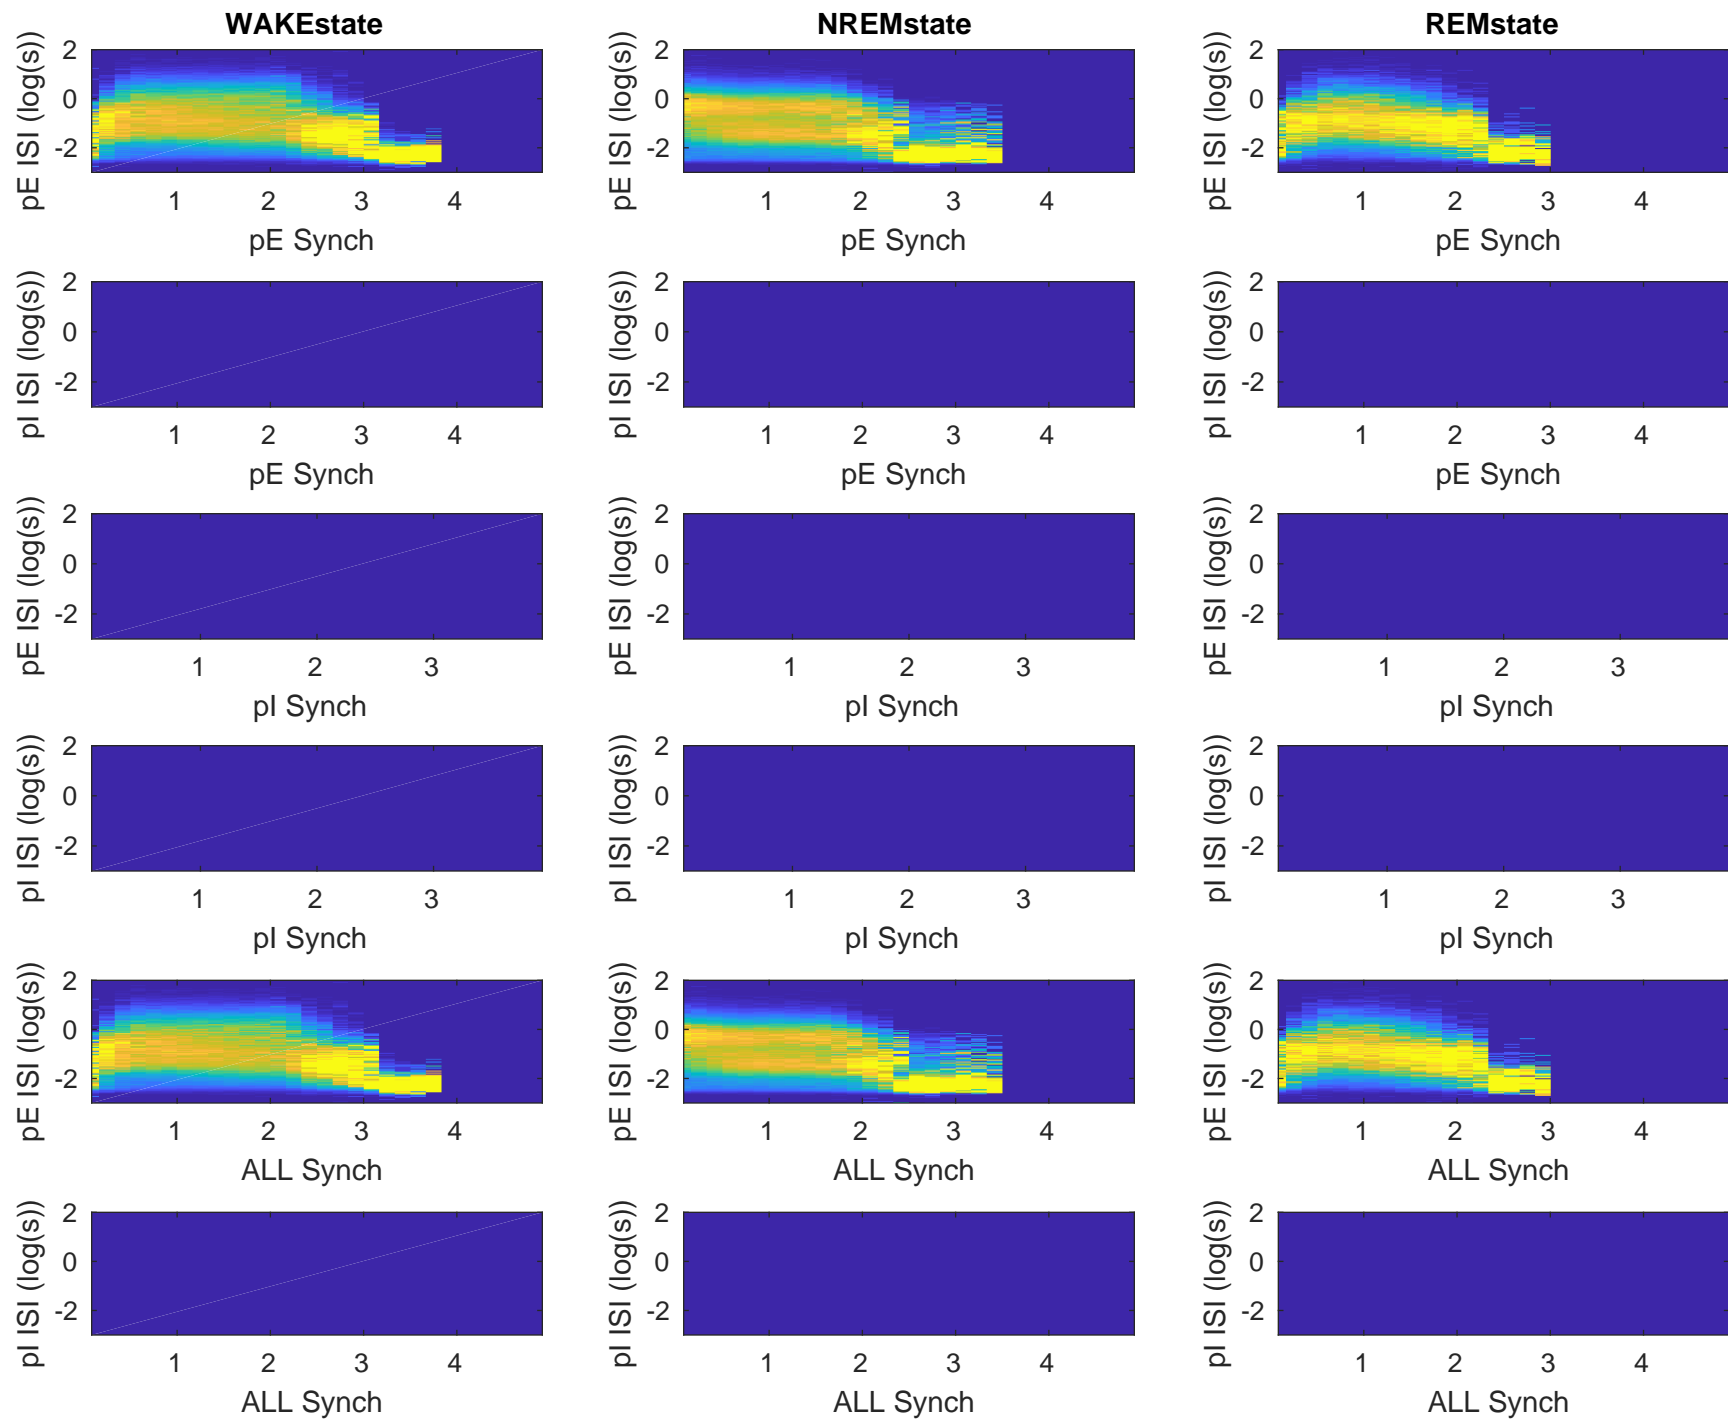 WAKEstate NREMstate REMstate
pE ISI (log(s)) 2 0 -2 pE ISI (log(s)) 2 0 -2 pE ISI (log(s)) 2 0 -2
1 2 3 4 1 2 3 4 1 2 3 4
pE Synch pE Synch pE Synch
pI ISI (log(s)) 2 0 -2 pI ISI (log(s)) 2 0 -2 pI ISI (log(s)) 2 0 -2
1 2 3 4 1 2 3 4 1 2 3 4
pE Synch pE Synch pE Synch
pE ISI (log(s)) 2 0 -2 pE ISI (log(s)) 2 0 -2 pE ISI (log(s)) 2 0 -2
1 2 3 1 2 3 1 2 3
pI Synch pI Synch pI Synch
pI ISI (log(s)) 2 0 -2 pI ISI (log(s)) 2 0 -2 pI ISI (log(s)) 2 0 -2
1 2 3 1 2 3 1 2 3
pI Synch pI Synch pI Synch
pE ISI (log(s)) 2 0 -2 pE ISI (log(s)) 2 0 -2 pE ISI (log(s)) 2 0 -2
1 2 3 4 1 2 3 4 1 2 3 4
ALL Synch ALL Synch ALL Synch
pI ISI (log(s)) 2 0 -2 pI ISI (log(s)) 2 0 -2 pI ISI (log(s)) 2 0 -2
1 2 3 4 1 2 3 4 1 2 3 4
ALL Synch ALL Synch ALL Synch